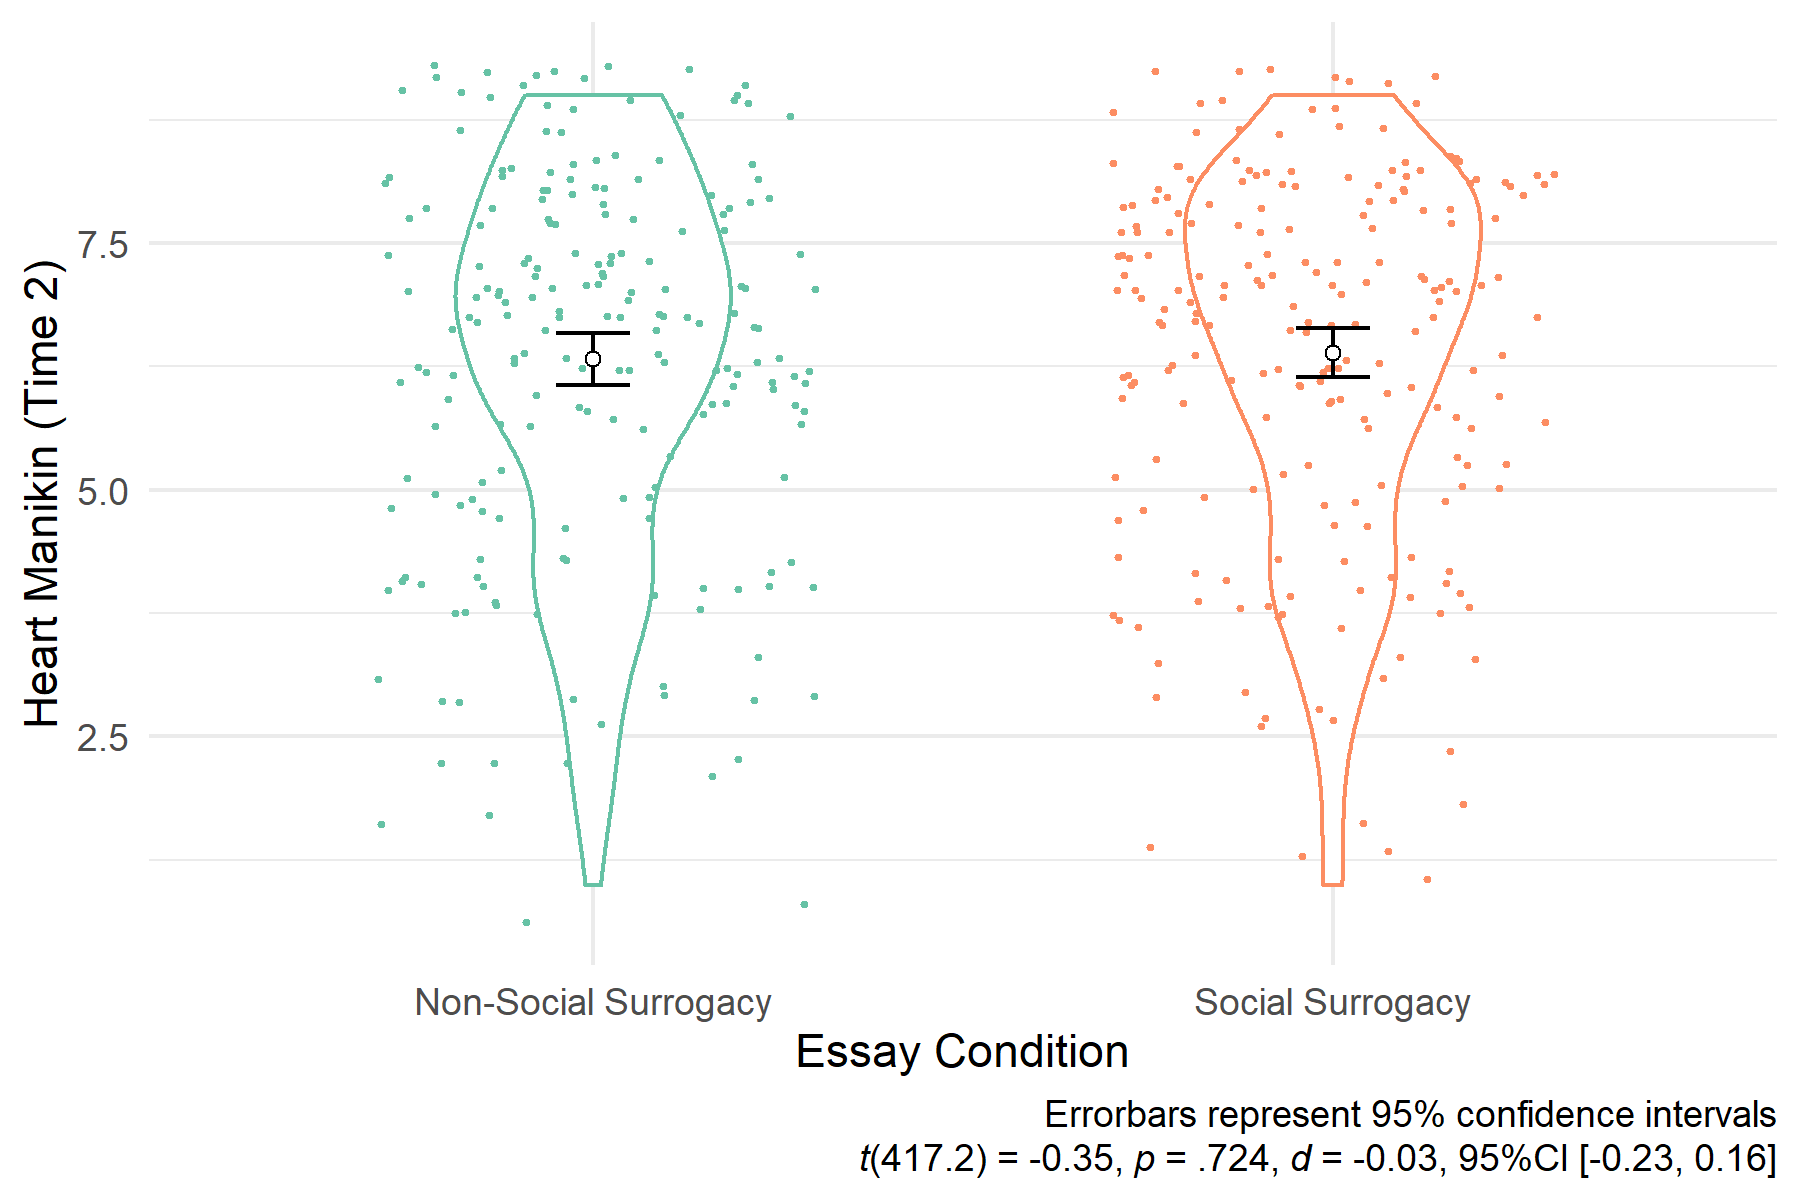 Heart Manikin (Time 2)
7.5
5.0
2.5
Non-Social Surrogacy
Social Surrogacy
Essay Condition
Errorbars represent 95% confidence intervals
t(417.2) = -0.35, p = .724, d = -0.03, 95%CI [-0.23, 0.16]